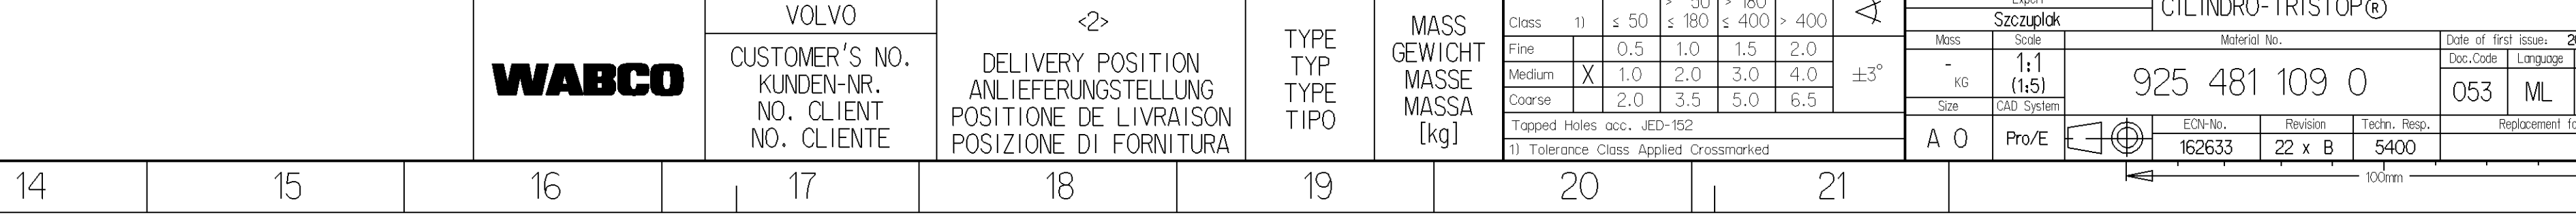 WABCO
VOLVO
CUSTOMER'S NO.
KUNDEN-NR.
NO. CLIENT
NO. CLIENTE
<2>
DELIVERY POSITION
ANLIEFERUNGSTELLUNG
POSITIONE DE LIVRAISON
POSIZIONE DI FORNITURA
TYPE
TYP
TYPE
TIPO
MASS
GEWICHT
MASSE
MASSA
[kg]
Class 1) ≤ 50 ≤ 180 ≤ 400 > 400
Fine 0.5 1.0 1.5 2.0
Medium X 1.0 2.0 3.0 4.0
Coarse 2.0 3.5 5.0 6.5
±3°
Tapped Holes acc. JED-152
1) Tolerance Class Applied Crossmarked
Szczuplak
CILINDRO-TRISTOP®
Mass
-
KG
Scale
1:1
(1:5)
Material No.
925 481 109 0
Date of first issue:
Doc.Code
053
Language
ML
Size
A 0
CAD System
Pro/E
ECN-No.
162633
Revision
22 x B
Techn. Resp.
5400
Replacement
100mm
14 15 16 17 18 19 20 21